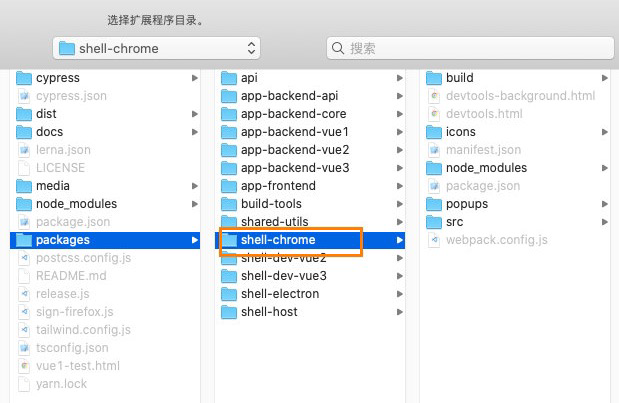 选择扩展程序目录。
shell-chrome
搜索
cypress
cypress.json
dist
docs
lerna.json
LICENSE
media
node_modules
package.json
packages
postcss.config.js
README.md
release.js
sign-firefox.js
tailwind.config.js
tsconfig.json
vue1-test.html
yarn.lock
api
app-backend-api
app-backend-core
app-backend-vue1
app-backend-vue2
app-backend-vue3
app-frontend
build-tools
shared-utils
shell-chrome
shell-dev-vue2
shell-dev-vue3
shell-electron
shell-host
build
devtools-background.html
devtools.html
icons
manifest.json
node_modules
package.json
popups
src
webpack.config.js